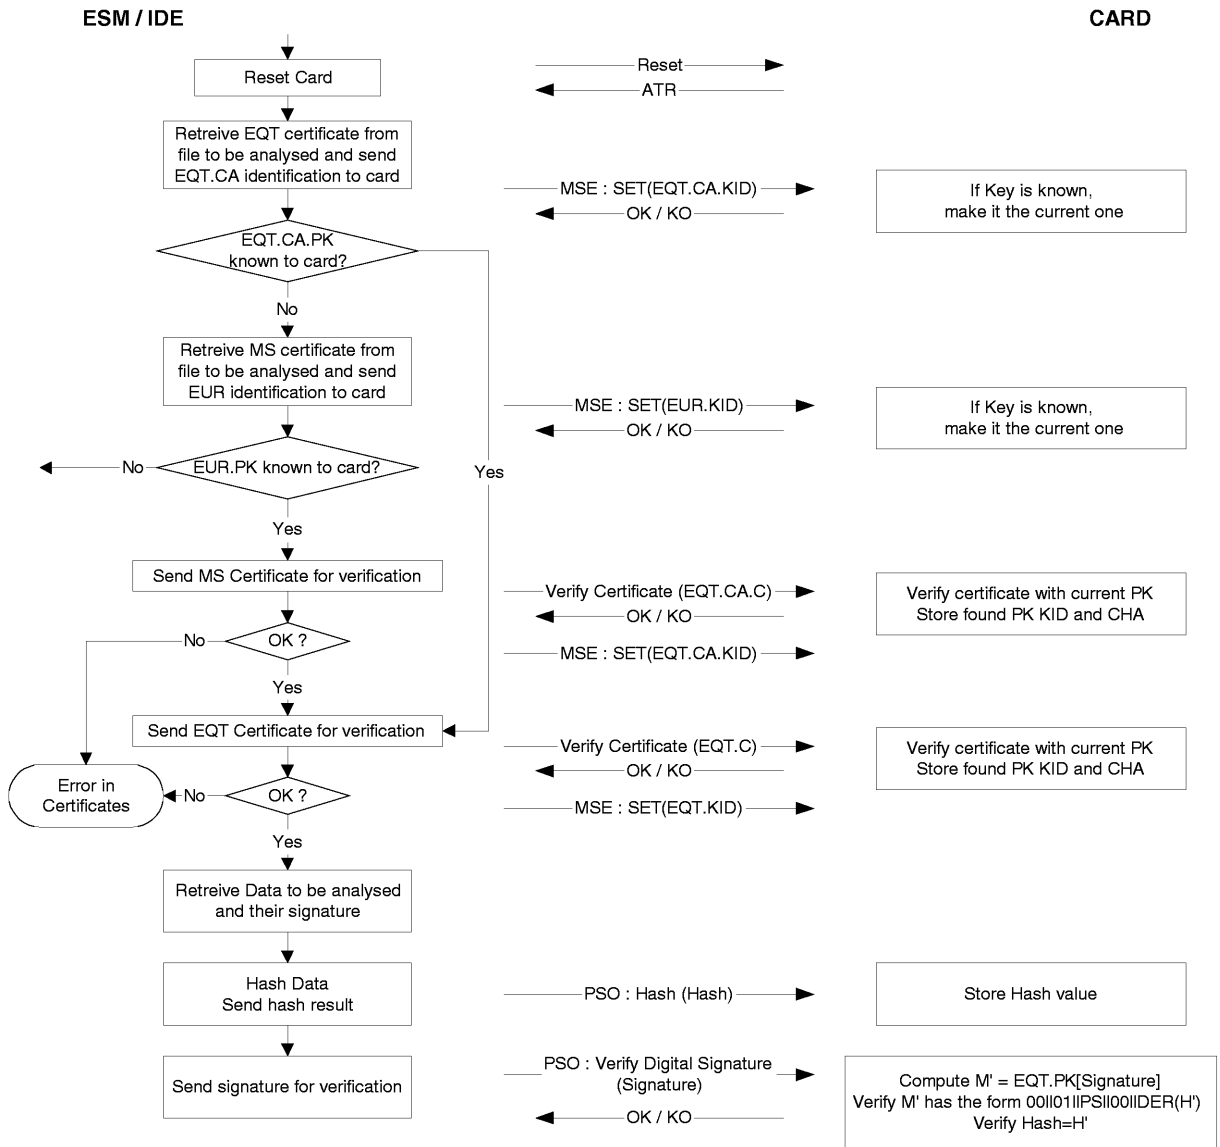 ESM / IDE
CARD
Reset Card
Reset
ATR
Retreive EQT certificate from
file to be analysed and send
EQT.CA identification to card
MSE : SET(EQT.CA.KID)
OK / KO
If Key is known,
make it the current one
EQT.CA.PK
known to card?
No
Yes
Retreive MS certificate from
file to be analysed and send
EUR identification to card
MSE : SET(EUR.KID)
OK / KO
If Key is known,
make it the current one
No
EUR.PK known to card?
Yes
Send MS Certificate for verification
Verify Certificate (EQT.CA.C)
OK / KO
Verify certificate with current PK
Store found PK KID and CHA
No
OK ?
MSE : SET(EQT.CA.KID)
Yes
Send EQT Certificate for verification
Verify Certificate (EQT.C)
OK / KO
Verify certificate with current PK
Store found PK KID and CHA
Error in
Certificates
No
OK ?
MSE : SET(EQT.KID)
Yes
Retreive Data to be analysed
and their signature
Hash Data
Send hash result
PSO : Hash (Hash)
Store Hash value
Send signature for verification
PSO : Verify Digital Signature
(Signature)
OK / KO
Compute M' = EQT.PK[Signature]
Verify M' has the form 00||01||PS||00||DER(H')
Verify Hash=H'